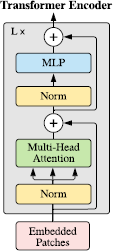 Transformer Encoder
L ×
+
MLP
Norm
+
Multi-Head
Attention
Norm
Embedded
Patches